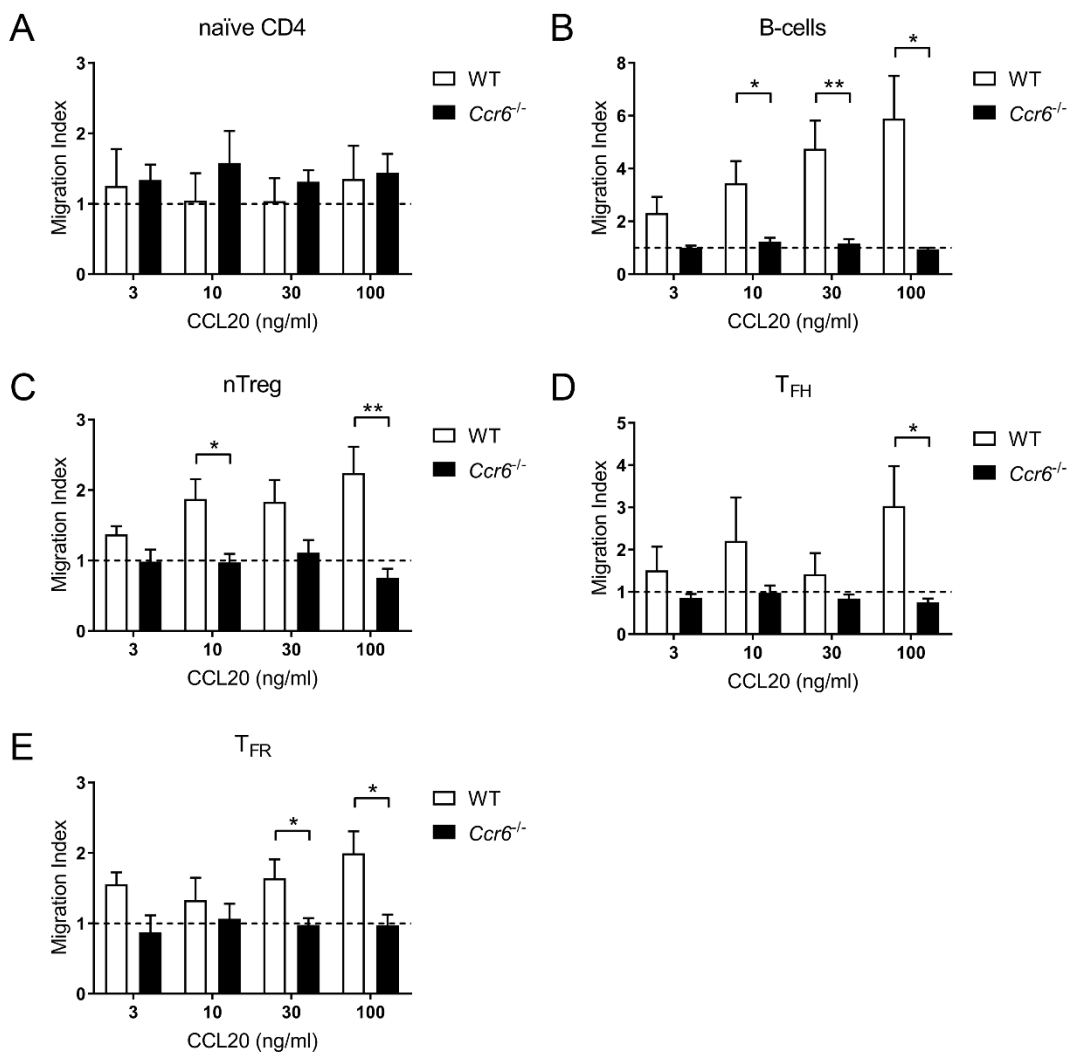 A
naïve CD4
3
2
1
0
Migration Index
3 10 30 100
CCL20 (ng/ml)
WT
Ccr6-/-
B
B-cells
8
6
4
2
0
Migration Index
* ** *
3 10 30 100
CCL20 (ng/ml)
WT
Ccr6-/-
C
nTreg
3
2
1
0
Migration Index
* **
3 10 30 100
CCL20 (ng/ml)
WT
Ccr6-/-
D
TFH
5
4
3
2
1
0
Migration Index
*
3 10 30 100
CCL20 (ng/ml)
WT
Ccr6-/-
E
TFR
3
2
1
0
Migration Index
* *
3 10 30 100
CCL20 (ng/ml)
WT
Ccr6-/-